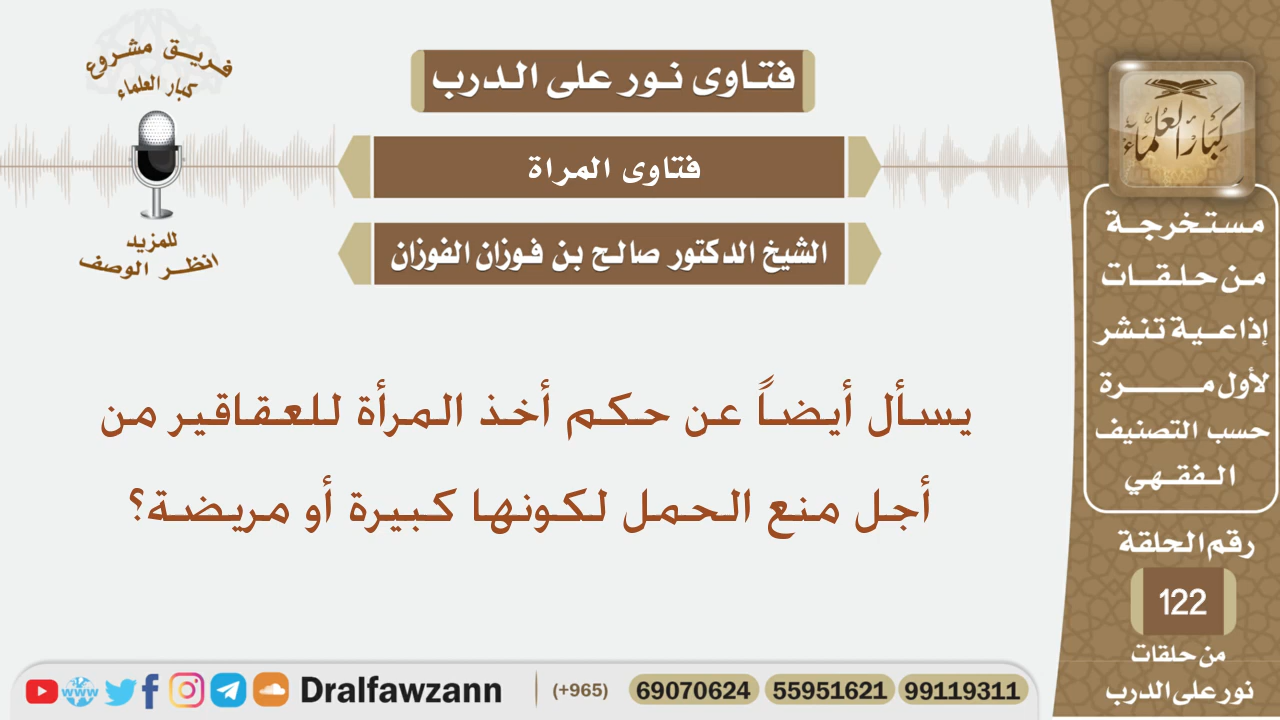 فتاوى نور على الدرب
فتاوى المراة
الشيخ الدكتور صالح بن فوزان الفوزان
فريق مشروع
كبار العلماء
للمزيد
انظر الوصف
يسأل أيضاً عن حكم أخذ المرأة للعقاقير من
أجل منع الحمل لكونها كبيرة أو مريضة؟
كبار العلماء
مستخرجة
من حلقات
إذاعية تنشر
لأول مرة
حسب التصنيف
الفقهي
رقم الحلقة
122
من حلقات
نور على الدرب
www Dralfawzann (+965) 69070624 55951621 99119311